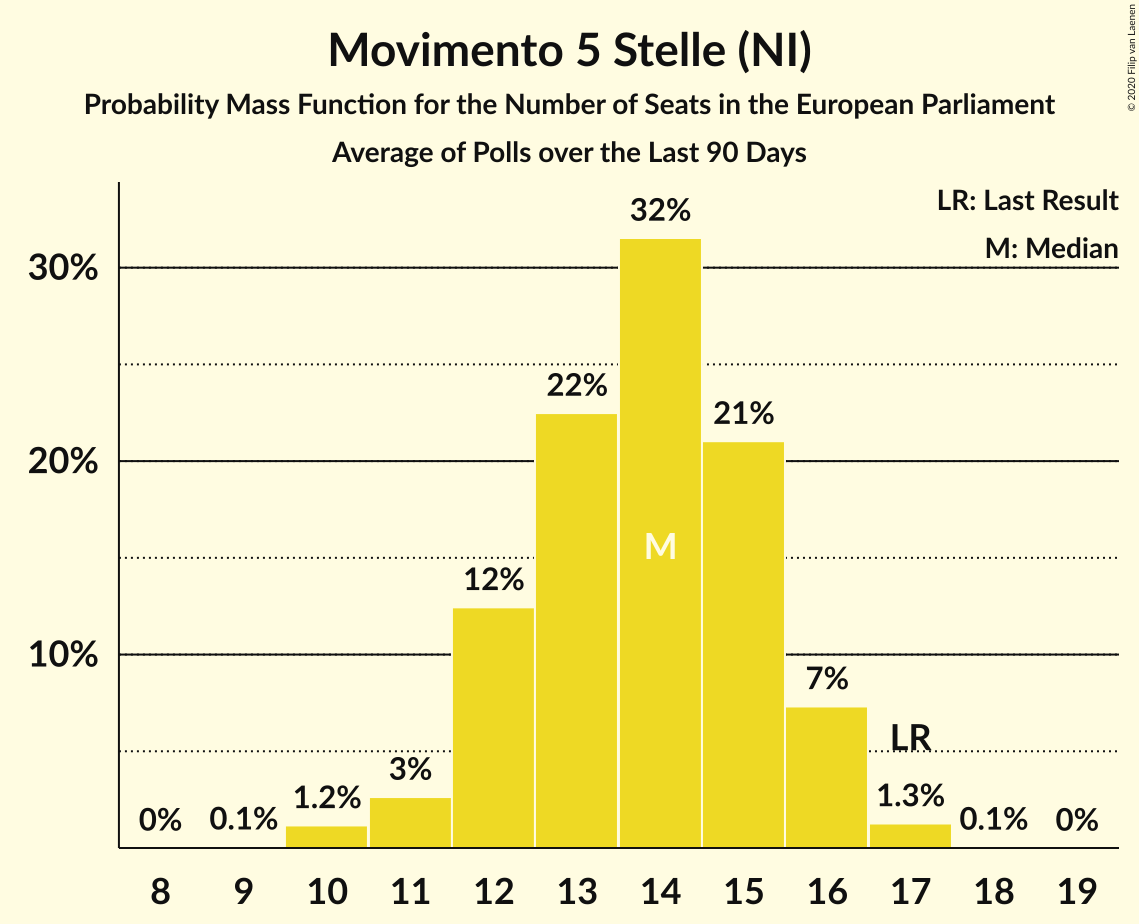 Movimento 5 Stelle (NI)
Probability Mass Function for the Number of Seats in the European Parliament
Average of Polls over the Last 90 Days
© 2020 Filip van Laenen
LR: Last Result
M: Median
30%
20%
10%
0%
0.1%
1.2%
3%
12%
22%
32%
21%
7%
1.3%
0.1%
0%
M
LR
8 9 10 11 12 13 14 15 16 17 18 19